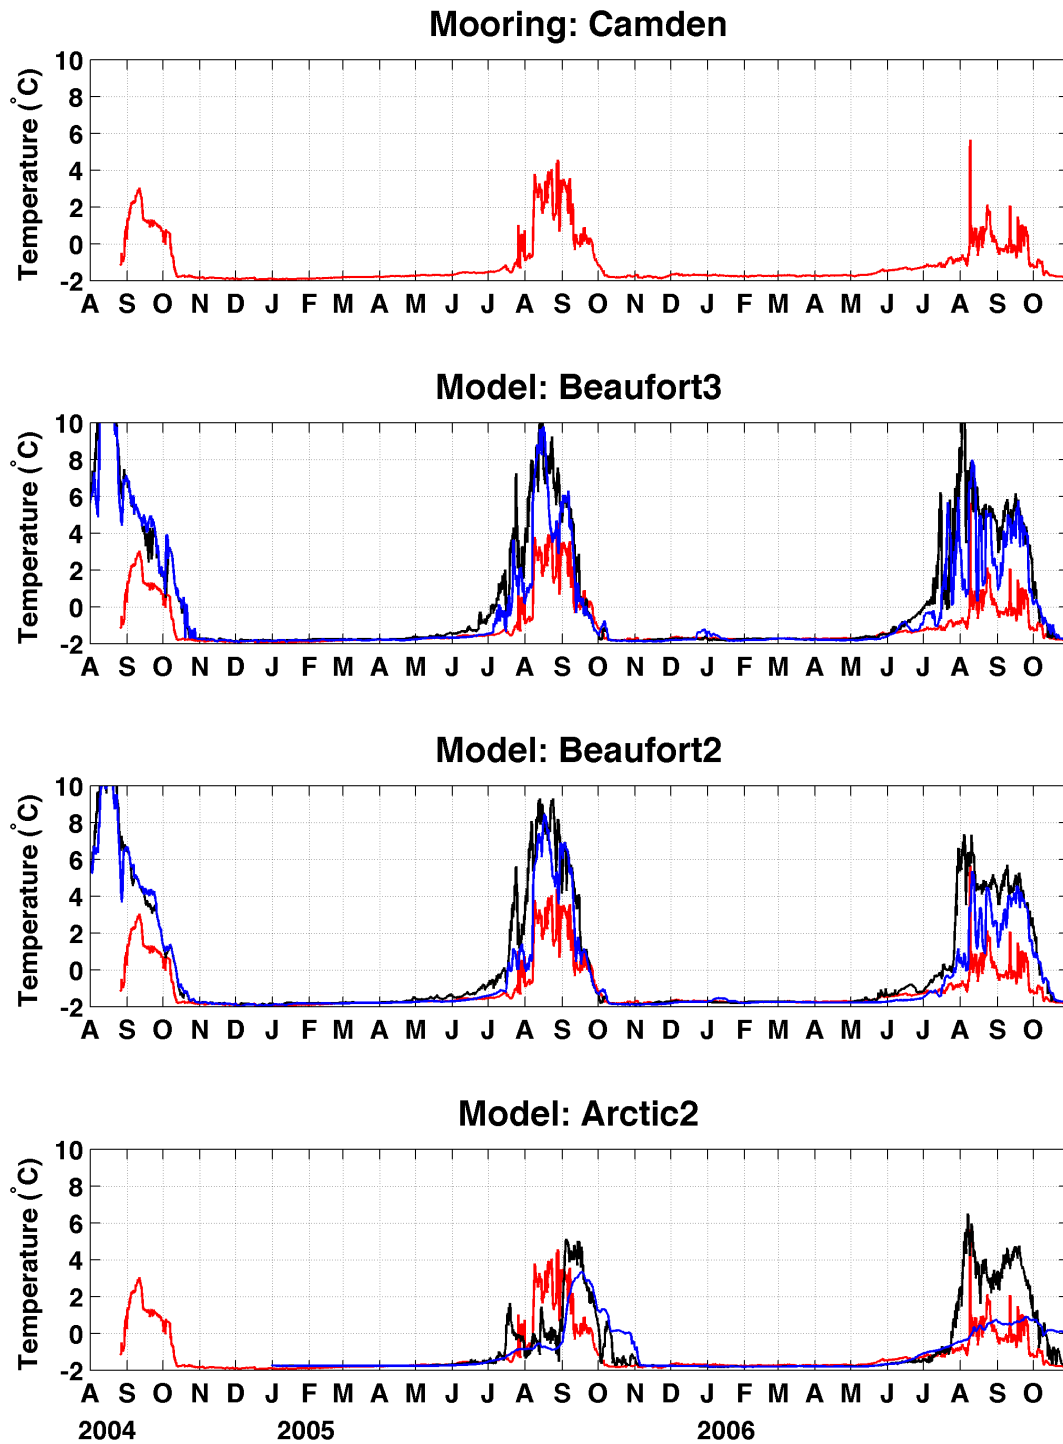 Mooring: Camden
Temperature (°C)
10
8
6
4
2
0
-2
A S O N D J F M A M J J A S O N D J F M A M J J A S O
Model: Beaufort3
Temperature (°C)
10
8
6
4
2
0
-2
A S O N D J F M A M J J A S O N D J F M A M J J A S O
Model: Beaufort2
Temperature (°C)
10
8
6
4
2
0
-2
A S O N D J F M A M J J A S O N D J F M A M J J A S O
Model: Arctic2
Temperature (°C)
10
8
6
4
2
0
-2
A S O N D J F M A M J J A S O N D J F M A M J J A S O
2004 2005 2006